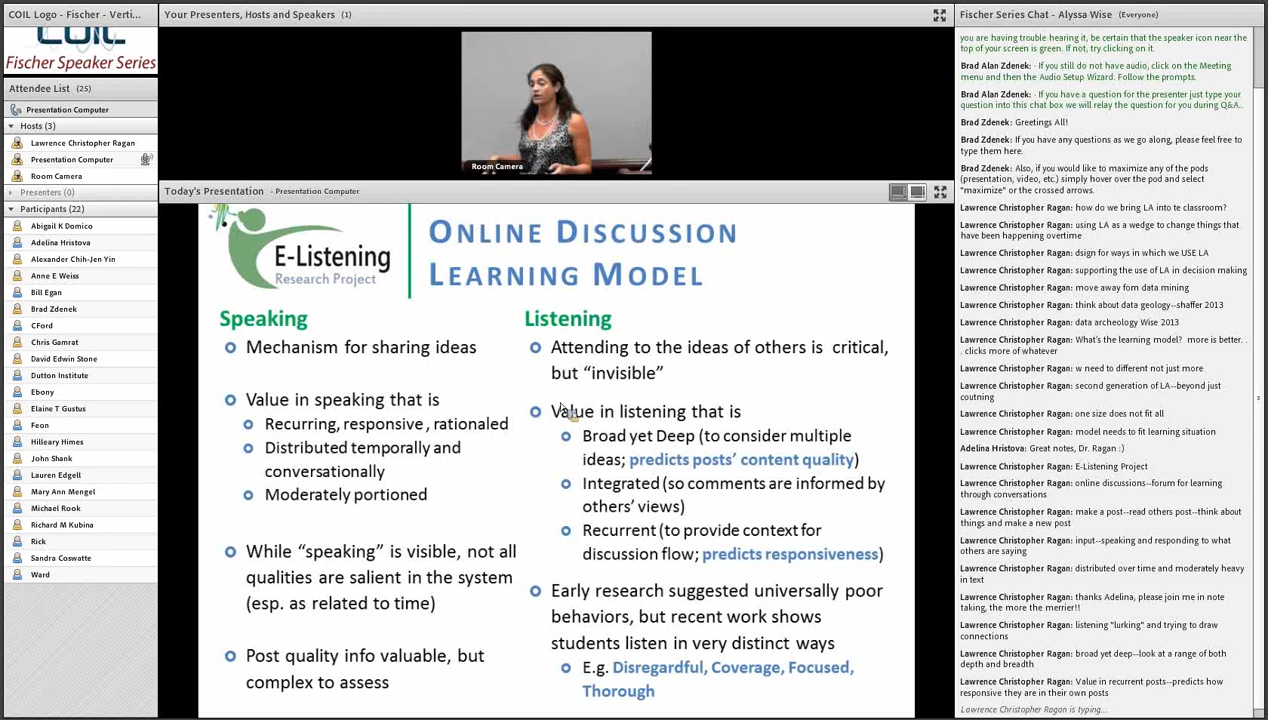 COIL Logo - Fischer - Verti...
COIL
Fischer Speaker Series
Attendee List (25)
Presentation Computer
Hosts (3)
Lawrence Christopher Ragan
Presentation Computer
Room Camera
Presenters (0)
Participants (22)
Abigail K Domico
Adelina Hristova
Alexander Chih-Jen Yin
Anne E Weiss
Bill Egan
Brad Zdenek
CFord
Chris Gamrat
David Edwin Stone
Dutton Institute
Ebony
Elaine T Gustus
Feon
Hilleary Himes
John Shank
Lauren Edgell
Mary Ann Mengel
Michael Rook
Richard M Kubina
Rick
Sandra Coswatte
Ward
Your Presenters, Hosts and Speakers (1)
Room Camera
Today's Presentation - Presentation Computer
E-Listening
Research Project
ONLINE DISCUSSION
LEARNING MODEL
Speaking
Mechanism for sharing ideas
Value in speaking that is
Recurring, responsive , rationaled
Distributed temporally and
conversationally
Moderately portioned
While “speaking” is visible, not all
qualities are salient in the system
(esp. as related to time)
Post quality info valuable, but
complex to assess
Listening
Attending to the ideas of others is critical,
but “invisible”
Value in listening that is
Broad yet Deep (to consider multiple
ideas; predicts posts’ content quality)
Integrated (so comments are informed by
others’ views)
Recurrent (to provide context for
discussion flow; predicts responsiveness)
Early research suggested universally poor
behaviors, but recent work shows
students listen in very distinct ways
E.g. Disregardful, Coverage, Focused,
Thorough
Fischer Series Chat - Alyssa Wise (Everyone)
you are having trouble hearing it, be certain that the speaker icon near the
top of your screen is green. If not, try clicking on it.
Brad Alan Zdenek: - If you still do not have audio, click on the Meeting
menu and then the Audio Setup Wizard. Follow the prompts.
Brad Alan Zdenek: - If you have a question for the presenter just type your
question into this chat box we will relay the question for you during Q&A..
Brad Zdenek: Greetings All!
Brad Zdenek: If you have any questions as we go along, please feel free to
type them here.
Brad Zdenek: Also, if you would like to maximize any of the pods
(presentation, video, etc.) simply hover over the pod and select
"maximize" or the crossed arrows.
Lawrence Christopher Ragan: how do we bring LA into te classroom?
Lawrence Christopher Ragan: using LA as a wedge to change things that
have been happening overtime
Lawrence Christopher Ragan: dsign for ways in which we USE LA
Lawrence Christopher Ragan: supporting the use of LA in decision making
Lawrence Christopher Ragan: move away fom data mining
Lawrence Christopher Ragan: think about data geology--shaffer 2013
Lawrence Christopher Ragan: data archeology Wise 2013
Lawrence Christopher Ragan: What's the learning model? more is better. .
. clicks more of whatever
Lawrence Christopher Ragan: w need to different not just more
Lawrence Christopher Ragan: second generation of LA--beyond just
coutning
Lawrence Christopher Ragan: one size does not fit all
Lawrence Christopher Ragan: model needs to fit learning situation
Adelina Hristova: Great notes, Dr. Ragan :)
Lawrence Christopher Ragan: E-Listening Project
Lawrence Christopher Ragan: online discussions--forum for learning
through conversations
Lawrence Christopher Ragan: make a post--read others post--think about
things and make a new post
Lawrence Christopher Ragan: input--speaking and responding to what
others are saying
Lawrence Christopher Ragan: distributed over time and moderately heavy
in text
Lawrence Christopher Ragan: thanks Adelina, please join me in note
taking, the more the merrier!!
Lawrence Christopher Ragan: listening "lurking" and trying to draw
connections
Lawrence Christopher Ragan: broad yet deep--look at a range of both
depth and breadth
Lawrence Christopher Ragan: Value in recurrent posts--predicts how
responsive they are in their own posts
Lawrence Christopher Ragan is typing...